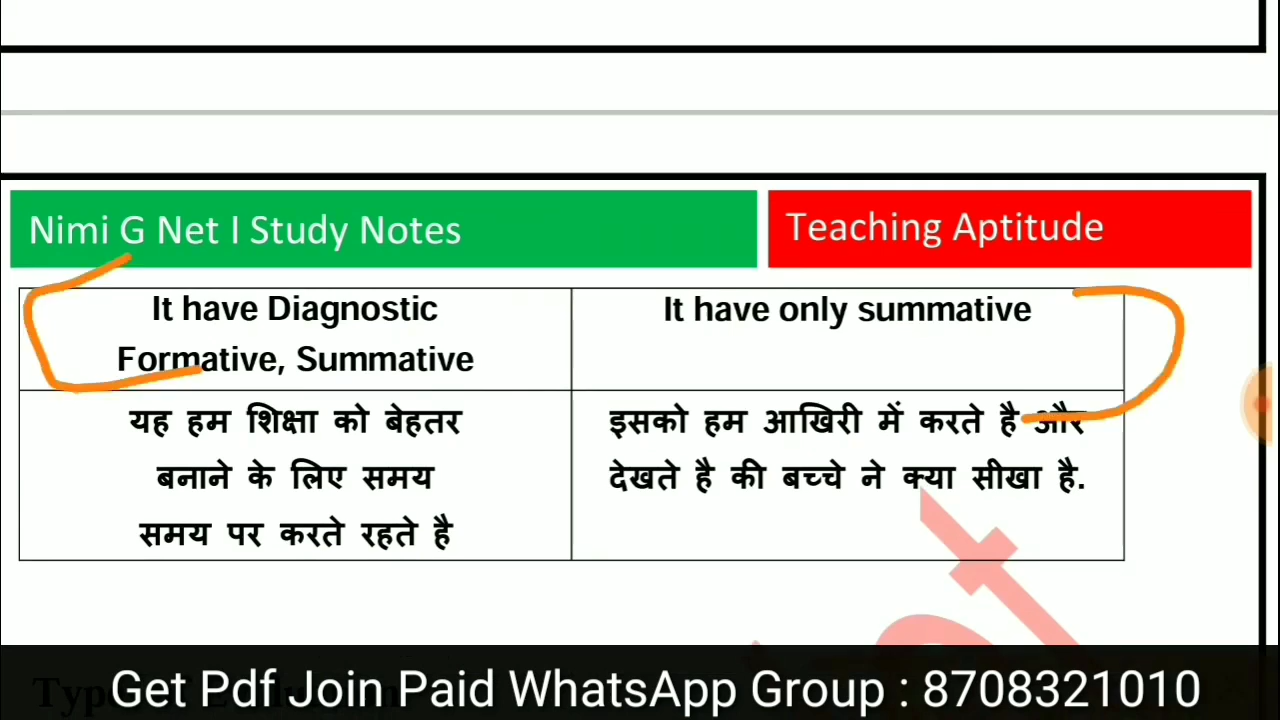 Nimi G Net I Study Notes
Teaching Aptitude
It have Diagnostic
Formative, Summative
It have only summative
यह हम शिक्षा को बेहतर
बनाने के लिए समय
समय पर करते रहते है
इसको हम आखिरी में करते है और
देखते है की बच्चे ने क्या सीखा है.
Get Pdf Join Paid WhatsApp Group : 8708321010